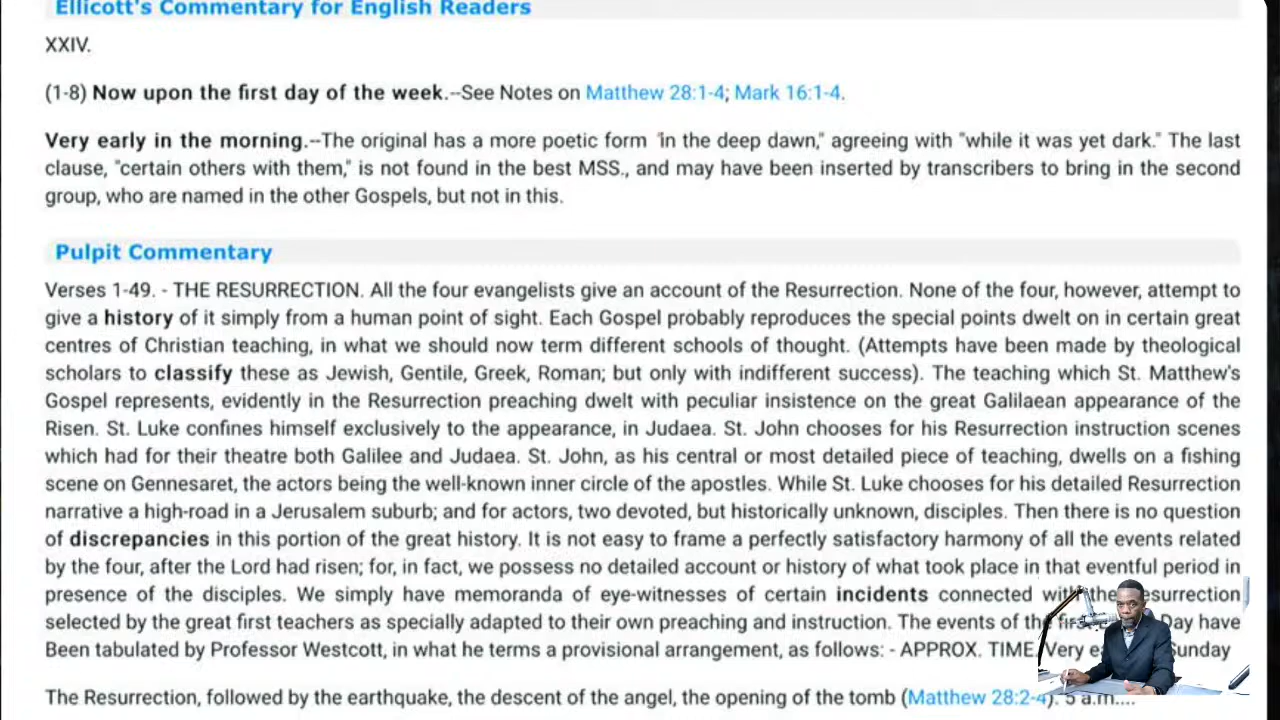 Ellicott's Commentary for English Readers
XXIV.
(1-8) Now upon the first day of the week.--See Notes on Matthew 28:1-4; Mark 16:1-4.
Very early in the morning.--The original has a more poetic form "in the deep dawn," agreeing with "while it was yet dark." The last
clause, "certain others with them," is not found in the best MSS., and may have been inserted by transcribers to bring in the second
group, who are named in the other Gospels, but not in this.
Pulpit Commentary
Verses 1-49. - THE RESURRECTION. All the four evangelists give an account of the Resurrection. None of the four, however, attempt to
give a history of it simply from a human point of sight. Each Gospel probably reproduces the special points dwelt on in certain great
centres of Christian teaching, in what we should now term different schools of thought. (Attempts have been made by theological
scholars to classify these as Jewish, Gentile, Greek, Roman; but only with indifferent success). The teaching which St. Matthew's
Gospel represents, evidently in the Resurrection preaching dwelt with peculiar insistence on the great Galilaean appearance of the
Risen. St. Luke confines himself exclusively to the appearance, in Judaea. St. John chooses for his Resurrection instruction scenes
which had for their theatre both Galilee and Judaea. St. John, as his central or most detailed piece of teaching, dwells on a fishing
scene on Gennesaret, the actors being the well-known inner circle of the apostles. While St. Luke chooses for his detailed Resurrection
narrative a high-road in a Jerusalem suburb; and for actors, two devoted, but historically unknown, disciples. Then there is no question
of discrepancies in this portion of the great history. It is not easy to frame a perfectly satisfactory harmony of all the events related
by the four, after the Lord had risen; for, in fact, we possess no detailed account or history of what took place in that eventful period in
presence of the disciples. We simply have memoranda of eye-witnesses of certain incidents connected with the Resurrection
selected by the great first teachers as specially adapted to their own preaching and instruction. The events of the first Day have
Been tabulated by Professor Westcott, in what he terms a provisional arrangement, as follows: - APPROX. TIME. Very Sunday
The Resurrection, followed by the earthquake, the descent of the angel, the opening of the tomb (Matthew 28:2-4). 5 a.m....